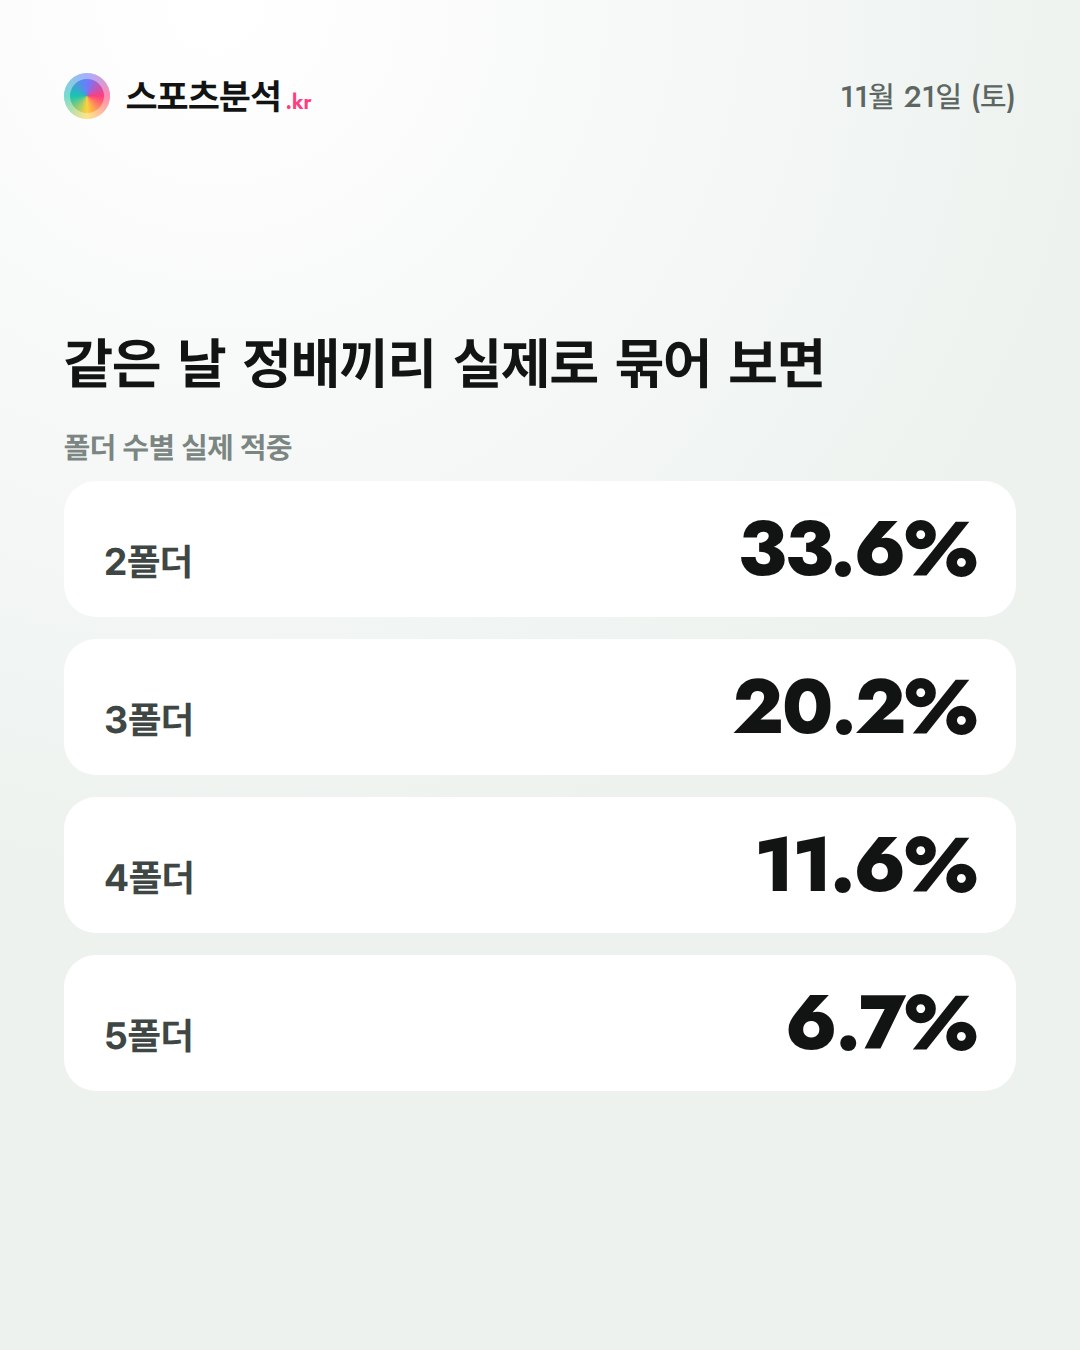 스포츠분석.kr
11월 21일 (토)
같은 날 정배끼리 실제로 묶어 보면
폴더 수별 실제 적중
2폴더 33.6%
3폴더 20.2%
4폴더 11.6%
5폴더 6.7%